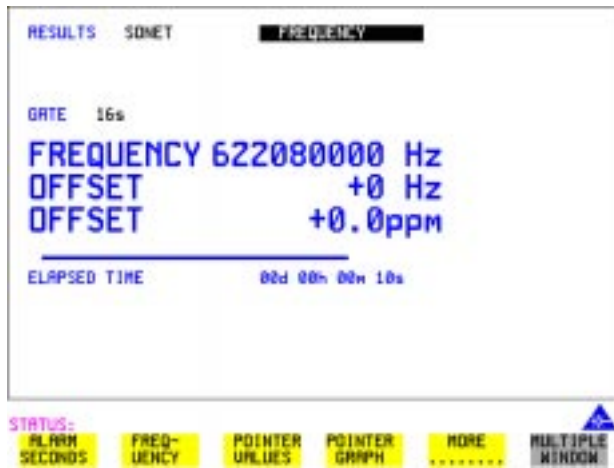 RESULTS SONET FREQUENCY
GATE 16s
FREQUENCY 622080000 Hz
OFFSET +0 Hz
OFFSET +0.0ppm
ELAPSED TIME 00d 00h 00m 10s
STATUS:
ALARM SECONDS FREQ- UENCY POINTER VALUES POINTER GRAPH MORE ........ MULTIPLE WINDOW